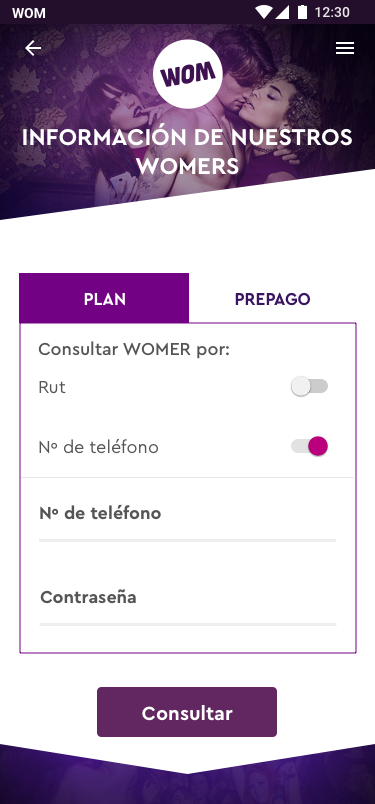 WOM
12:30
WOM
INFORMACIÓN DE NUESTROS
WOMERS
PLAN
PREPAGO
Consultar WOMER por:
Rut
Nº de teléfono
Nº de teléfono
Contraseña
Consultar